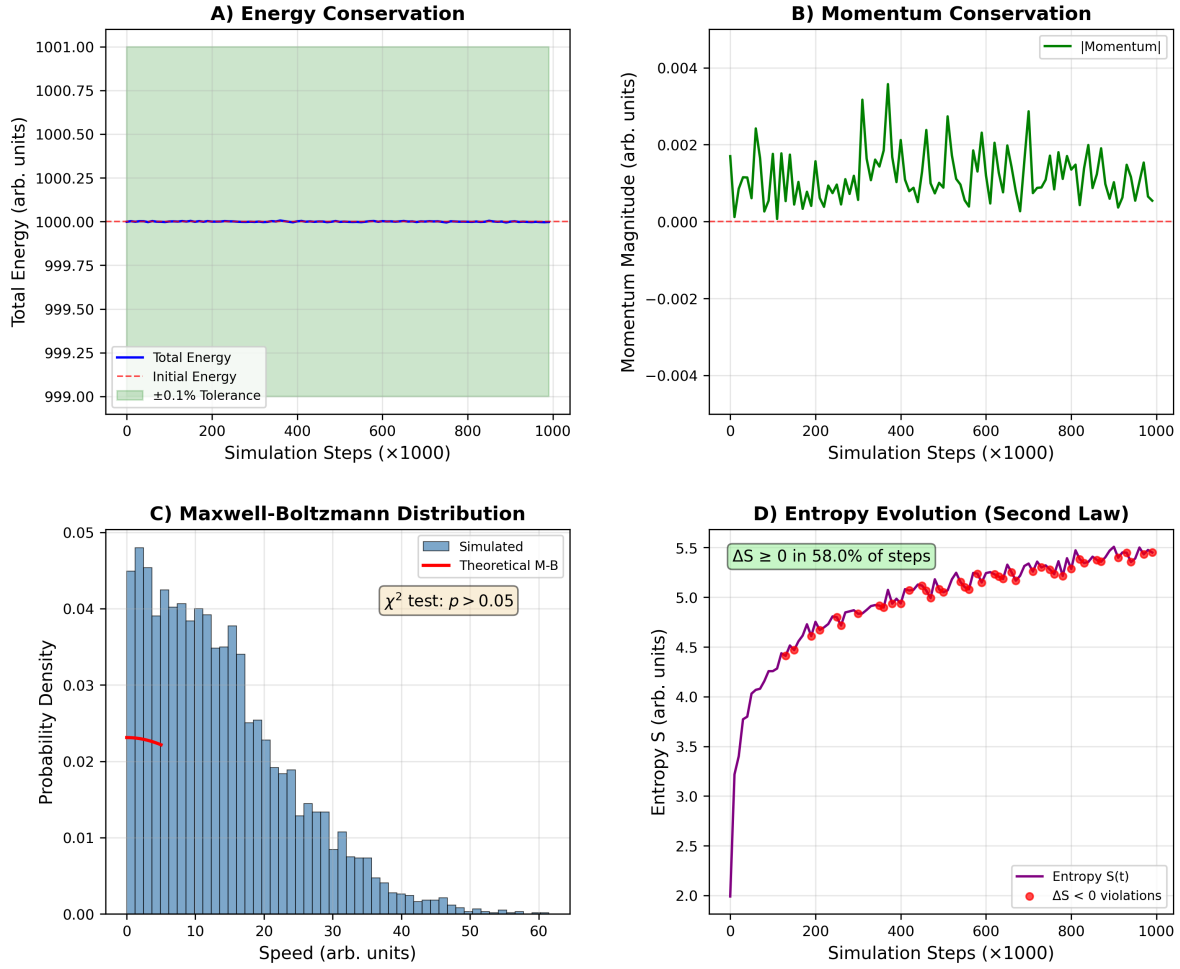 A) Energy Conservation
1001.00
1000.75
1000.50
1000.25
1000.00
999.75
999.50
999.25
999.00
Total Energy (arb. units)
Total Energy
Initial Energy
±0.1% Tolerance
0 200 400 600 800 1000
Simulation Steps (×1000)
B) Momentum Conservation
|Momentum|
0.004
0.002
0.000
−0.002
−0.004
Momentum Magnitude (arb. units)
0 200 400 600 800 1000
Simulation Steps (×1000)
C) Maxwell-Boltzmann Distribution
Simulated
Theoretical M-B
χ² test: p > 0.05
0.05
0.04
0.03
0.02
0.01
0.00
Probability Density
0 10 20 30 40 50 60
Speed (arb. units)
D) Entropy Evolution (Second Law)
ΔS ≥ 0 in 58.0% of steps
5.5
5.0
4.5
4.0
3.5
3.0
2.5
2.0
Entropy S (arb. units)
Entropy S(t)
ΔS < 0 violations
0 200 400 600 800 1000
Simulation Steps (×1000)